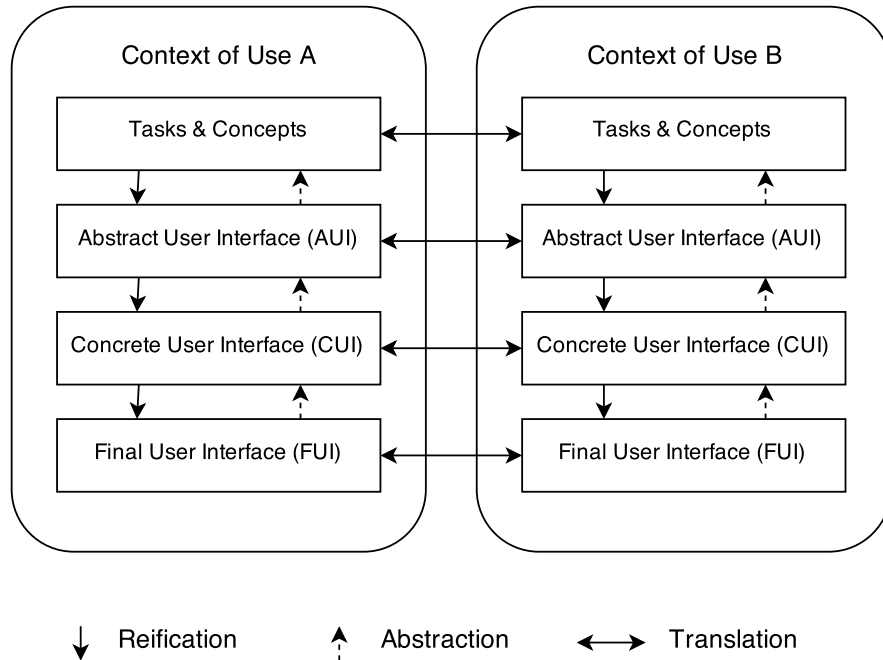 Context of Use A
Context of Use B
Tasks & Concepts
Tasks & Concepts
Abstract User Interface (AUI)
Abstract User Interface (AUI)
Concrete User Interface (CUI)
Concrete User Interface (CUI)
Final User Interface (FUI)
Final User Interface (FUI)
Reification
Abstraction
Translation